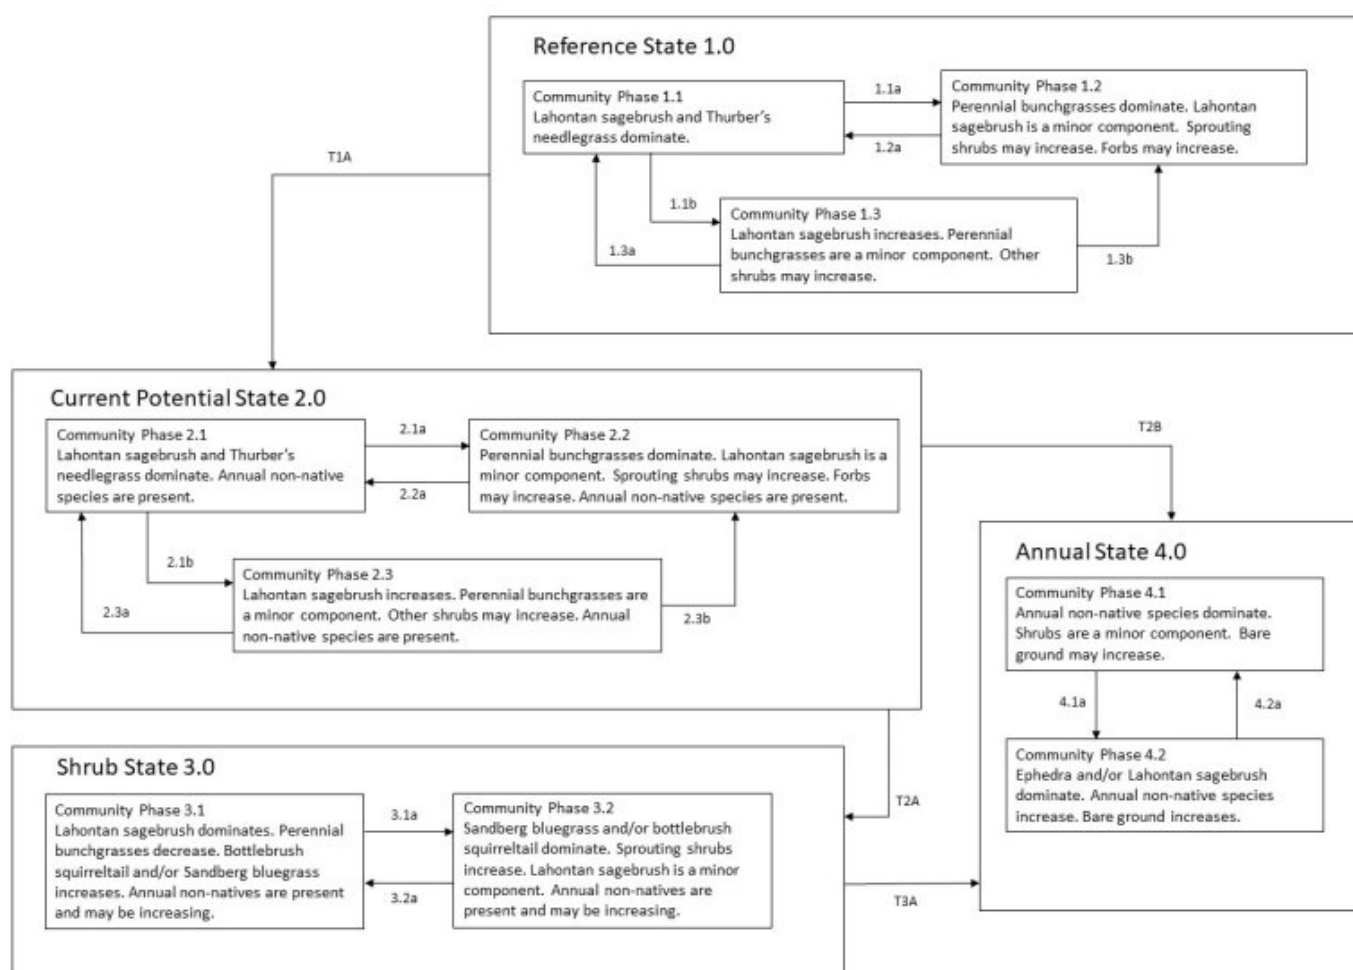 Reference State 1.0
Community Phase 1.1
Lahontan sagebrush and Thurber's
needlegrass dominate.
1.1a
1.2a
Community Phase 1.2
Perennial bunchgrasses dominate. Lahontan
sagebrush is a minor component. Sprouting
shrubs may increase. Forbs may increase.
T1A
1.1b
1.3a
Community Phase 1.3
Lahontan sagebrush increases. Perennial
bunchgrasses are a minor component. Other
shrubs may increase.
1.3b
Current Potential State 2.0
Community Phase 2.1
Lahontan sagebrush and Thurber's
needlegrass dominate. Annual non-native
species are present.
2.1a
2.2a
Community Phase 2.2
Perennial bunchgrasses dominate. Lahontan sagebrush is a
minor component. Sprouting shrubs may increase. Forbs
may increase. Annual non-native species are present.
T2B
2.1b
2.3a
Community Phase 2.3
Lahontan sagebrush increases. Perennial bunchgrasses are
a minor component. Other shrubs may increase. Annual
non-native species are present.
2.3b
Annual State 4.0
Community Phase 4.1
Annual non-native species dominate.
Shrubs are a minor component. Bare
ground may increase.
4.1a
4.2a
Community Phase 4.2
Ephedra and/or Lahontan sagebrush
dominate. Annual non-native species
increase. Bare ground increases.
Shrub State 3.0
Community Phase 3.1
Lahontan sagebrush dominates. Perennial
bunchgrasses decrease. Bottlebrush
squirreltail and/or Sandberg bluegrass
increases. Annual non-natives are present
and may be increasing.
3.1a
3.2a
Community Phase 3.2
Sandberg bluegrass and/or bottlebrush
squirreltail dominate. Sprouting shrubs
increase. Lahontan sagebrush is a minor
component. Annual non-natives are
present and may be increasing.
T2A
T3A